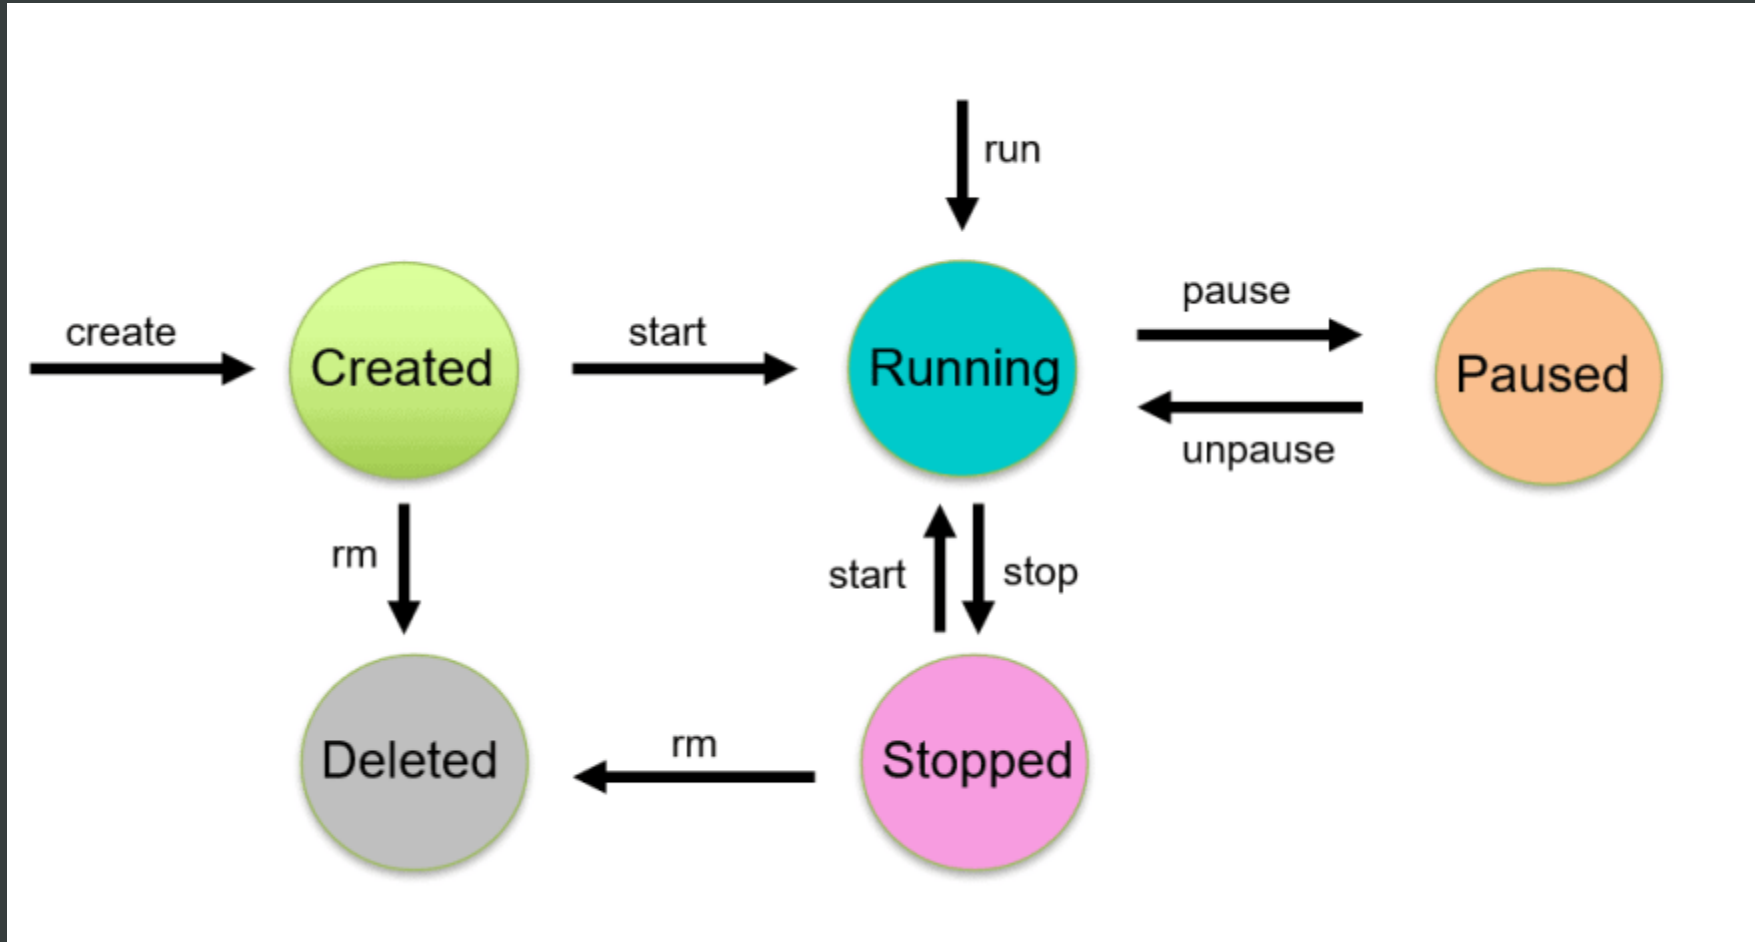 run
create
Created
start
Running
pause
unpause
Paused
rm
start
stop
Deleted
rm
Stopped